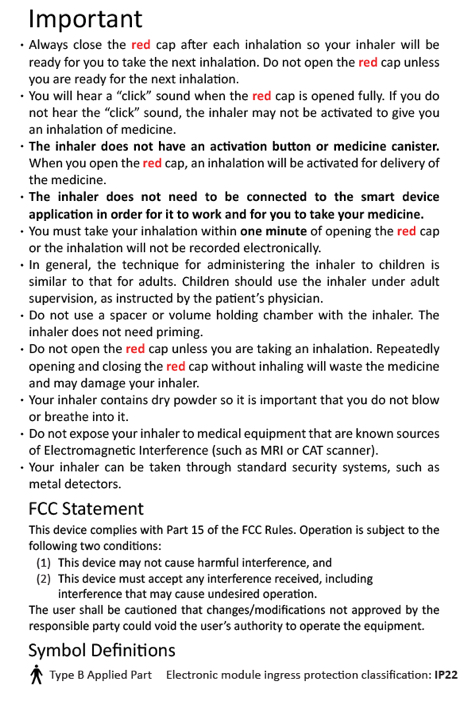 Important
• Always close the red cap after each inhalation so your inhaler will be
ready for you to take the next inhalation. Do not open the red cap unless
you are ready for the next inhalation.
• You will hear a “click” sound when the red cap is opened fully. If you do
not hear the “click” sound, the inhaler may not be activated to give you
an inhalation of medicine.
• The inhaler does not have an activation button or medicine canister.
When you open the red cap, an inhalation will be activated for delivery of
the medicine.
• The inhaler does not need to be connected to the smart device
application in order for it to work and for you to take your medicine.
• You must take your inhalation within one minute of opening the red cap
or the inhalation will not be recorded electronically.
• In general, the technique for administering the inhaler to children is
similar to that for adults. Children should use the inhaler under adult
supervision, as instructed by the patient’s physician.
• Do not use a spacer or volume holding chamber with the inhaler. The
inhaler does not need priming.
• Do not open the red cap unless you are taking an inhalation. Repeatedly
opening and closing the red cap without inhaling will waste the medicine
and may damage your inhaler.
• Your inhaler contains dry powder so it is important that you do not blow
or breathe into it.
• Do not expose your inhaler to medical equipment that are known sources
of Electromagnetic Interference (such as MRI or CAT scanner).
• Your inhaler can be taken through standard security systems, such as
metal detectors.
FCC Statement
This device complies with Part 15 of the FCC Rules. Operation is subject to the
following two conditions:
(1) This device may not cause harmful interference, and
(2) This device must accept any interference received, including
interference that may cause undesired operation.
The user shall be cautioned that changes/modifications not approved by the
responsible party could void the user’s authority to operate the equipment.
Symbol Definitions
Type B Applied Part Electronic module ingress protection classification: IP22